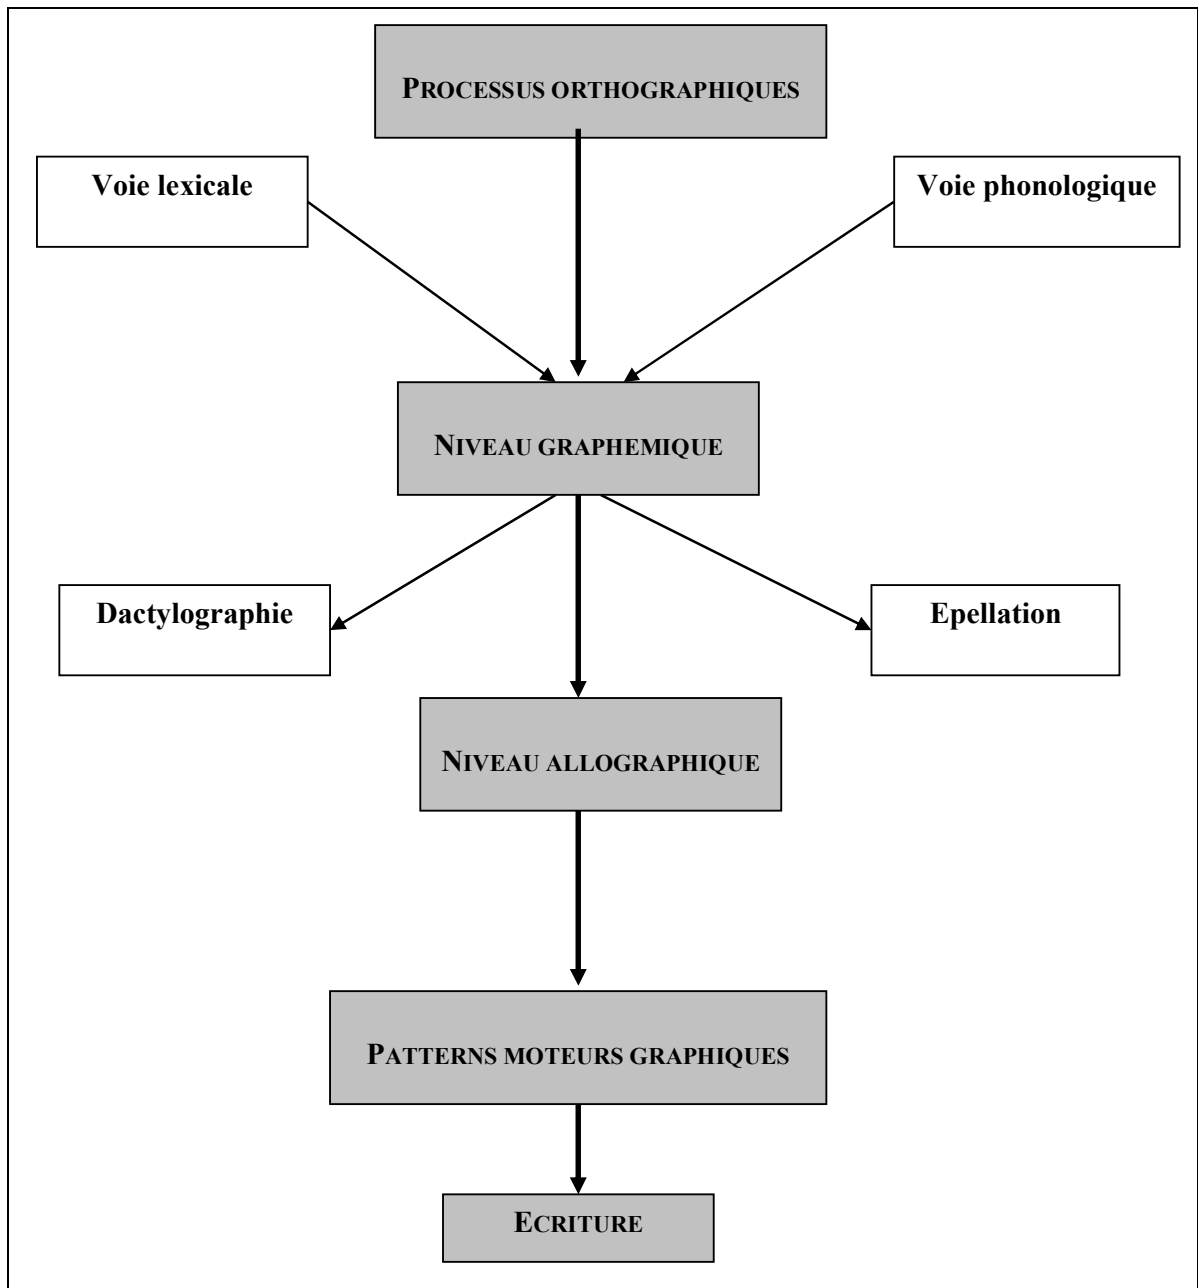 PROCESSUS ORTHOGRAPHIQUES
Voie lexicale
Voie phonologique
NIVEAU GRAPHEMIQUE
Dactylographie
Epellation
NIVEAU ALLOGRAPHIQUE
PATTERNS MOTEURS GRAPHIQUES
ECRITURE